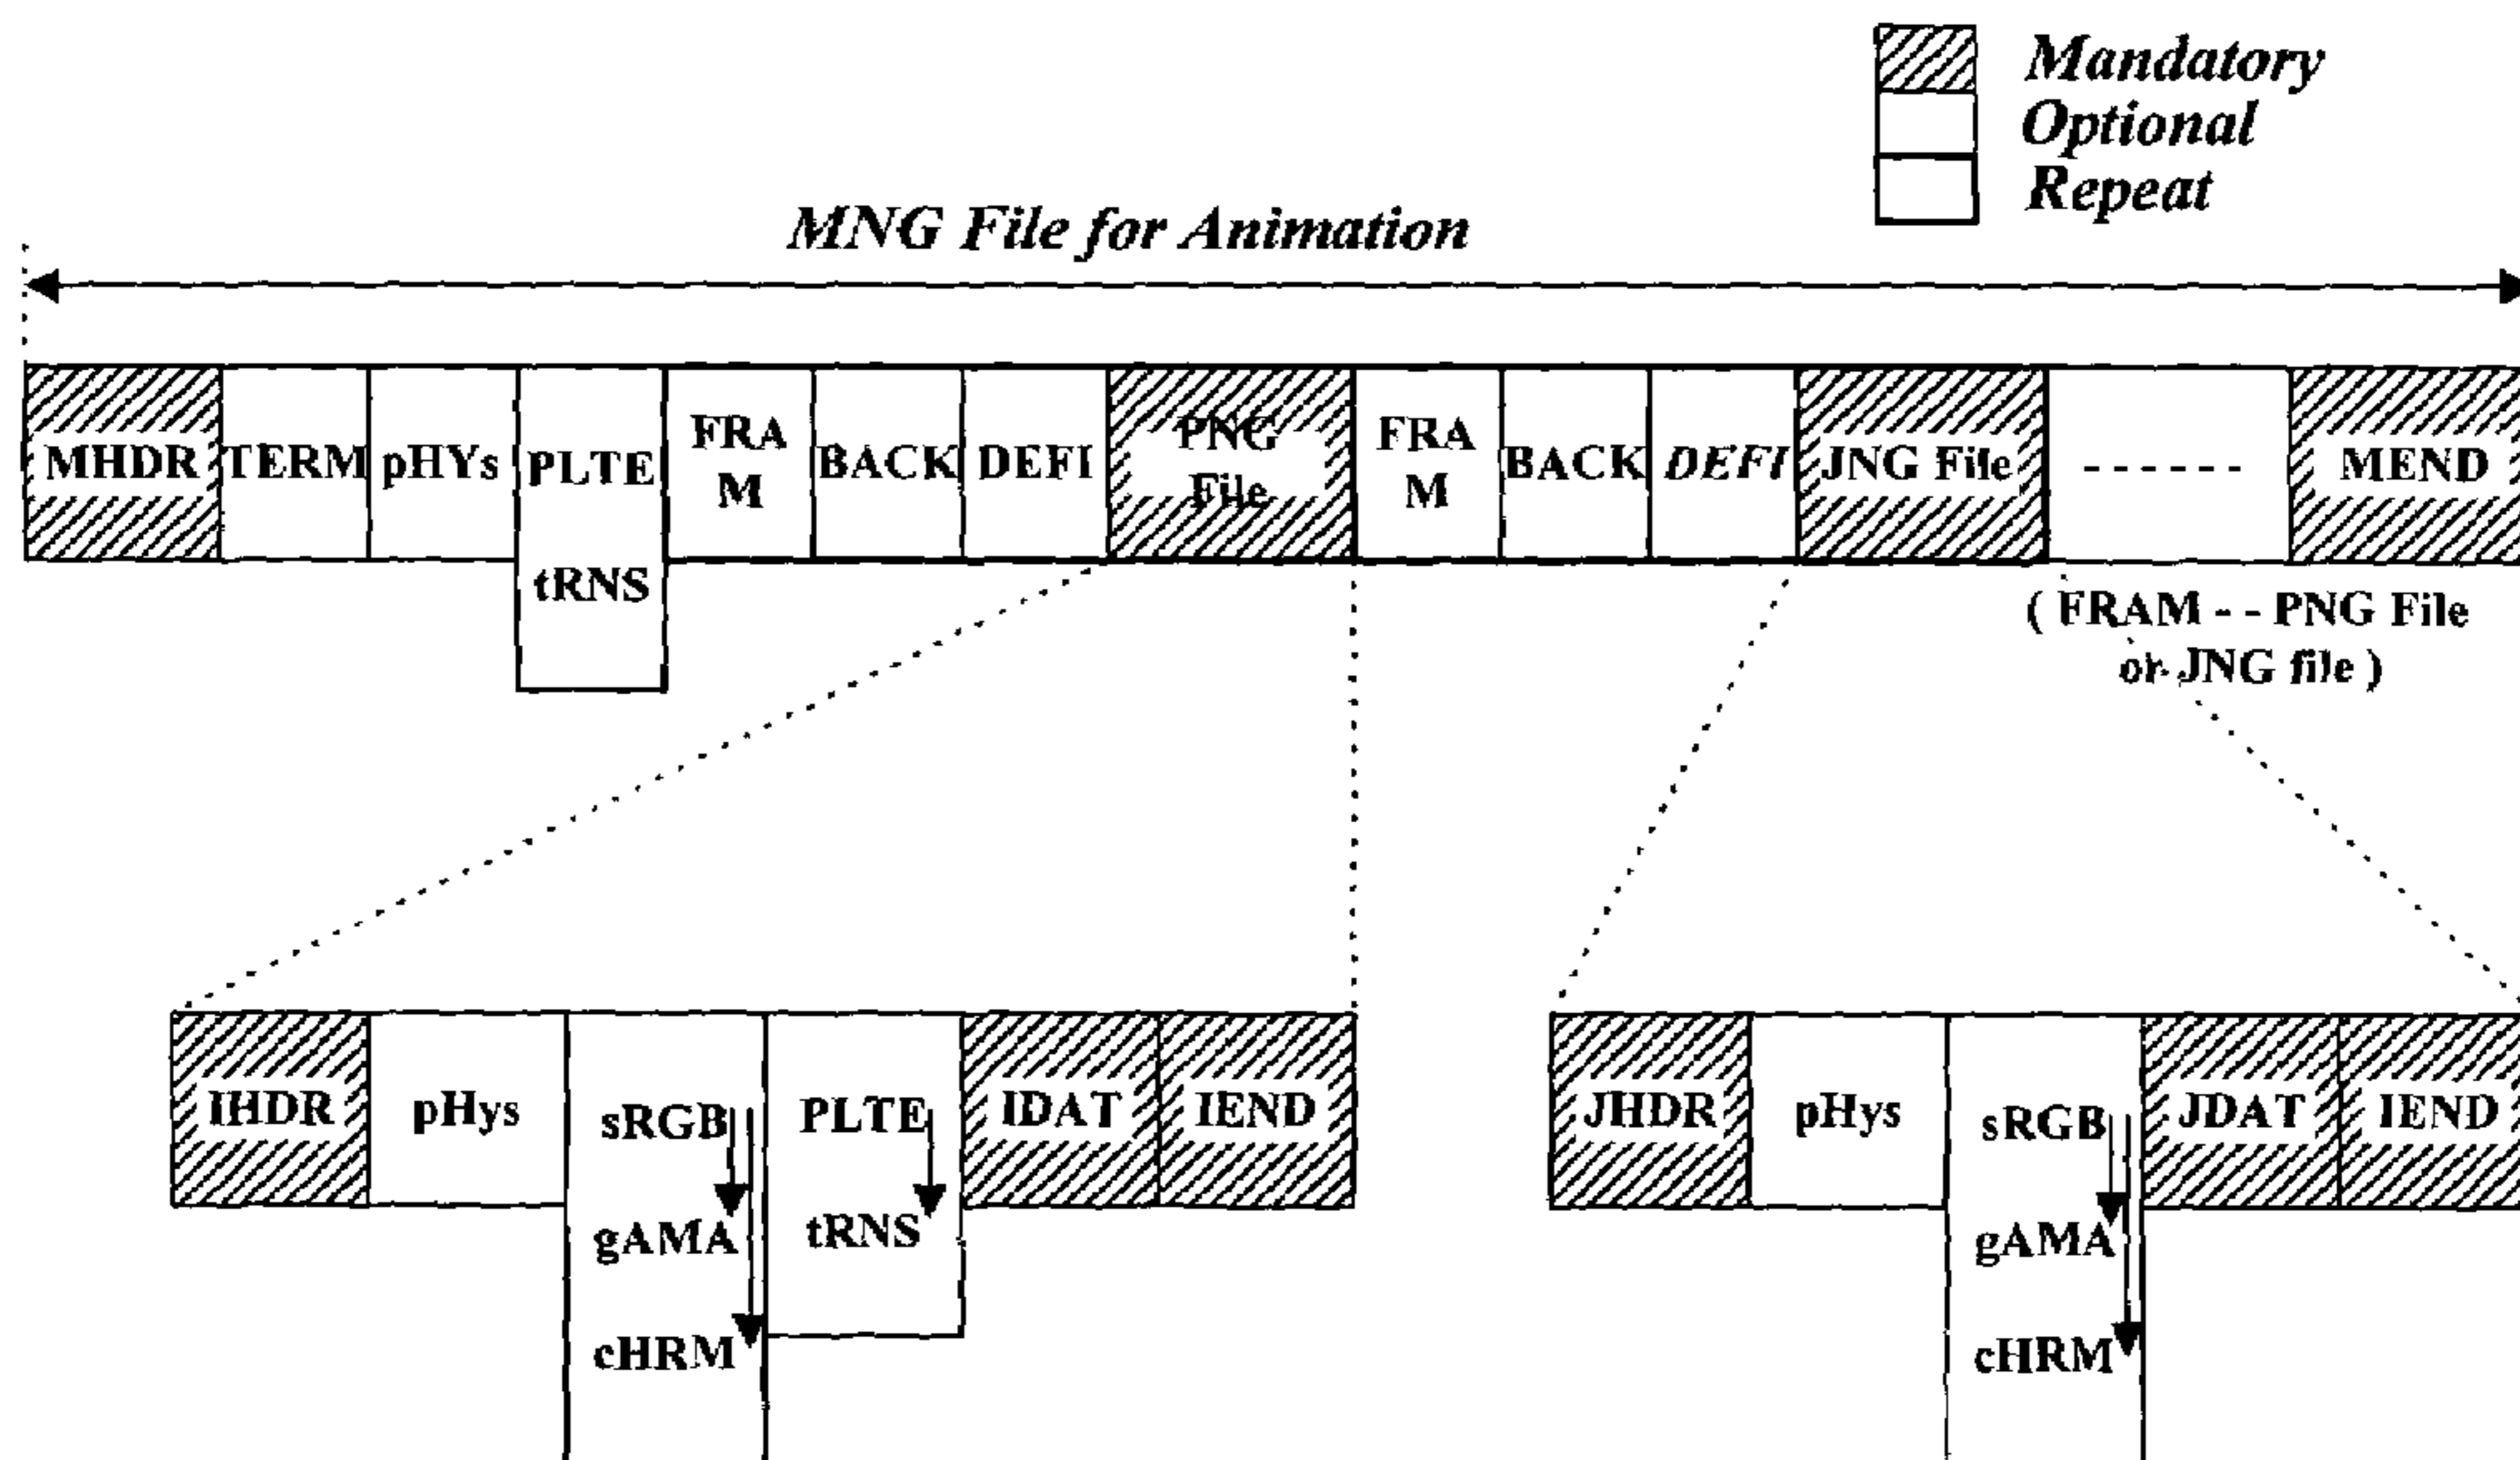 Mandatory
Optional
Repeat
MNG File for Animation
MHDR TERM pHYs PLTE FRA BACK DEFI PNG FRA BACK DEFI JNG File - - - - - - MEND
M File M
tRNS
( FRAM - - PNG File
or JNG file )
IHDR pHys sRGB PLTE IDAT IEND
gAMA tRNS
cHRM
JHDR pHys sRGB JDAT IEND
gAMA
cHRM